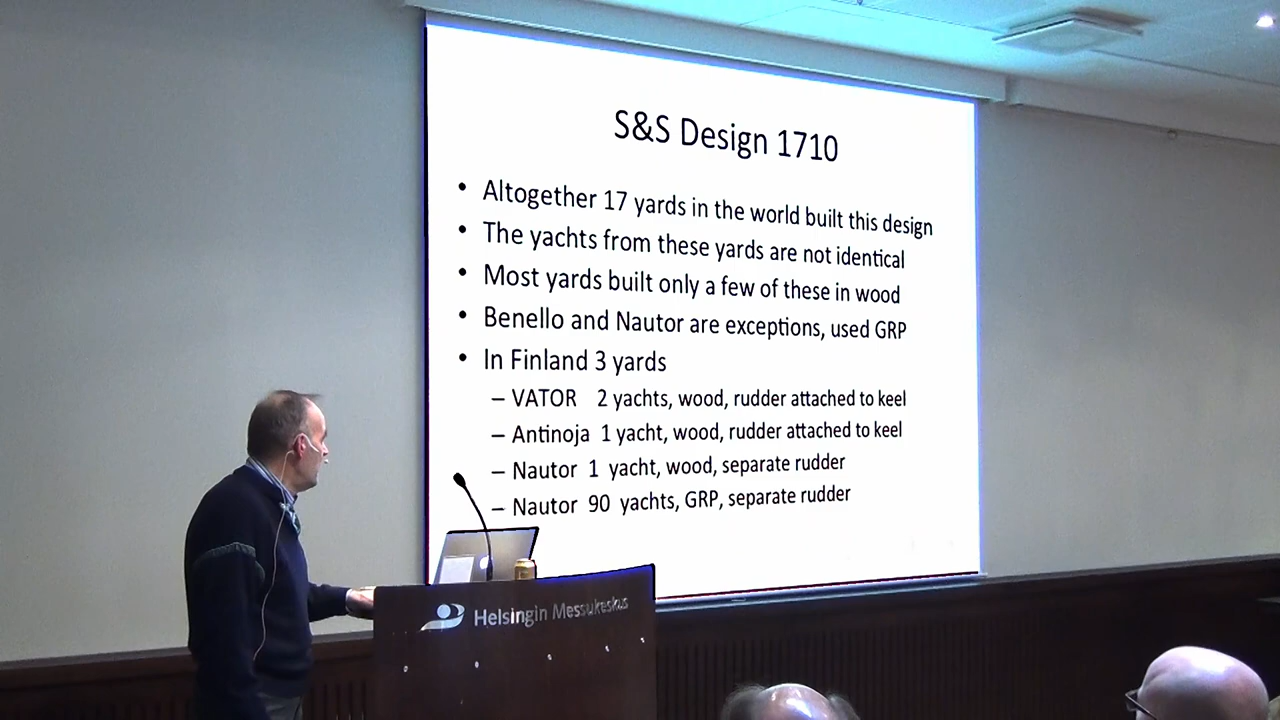 S&S Design 1710
• Altogether 17 yards in the world built this design
• The yachts from these yards are not identical
• Most yards built only a few of these in wood
• Benello and Nautor are exceptions, used GRP
• In Finland 3 yards
– VATOR 2 yachts, wood, rudder attached to keel
– Antinoja 1 yacht, wood, rudder attached to keel
– Nautor 1 yacht, wood, separate rudder
– Nautor 90 yachts, GRP, separate rudder
Helsingin Messukeskus